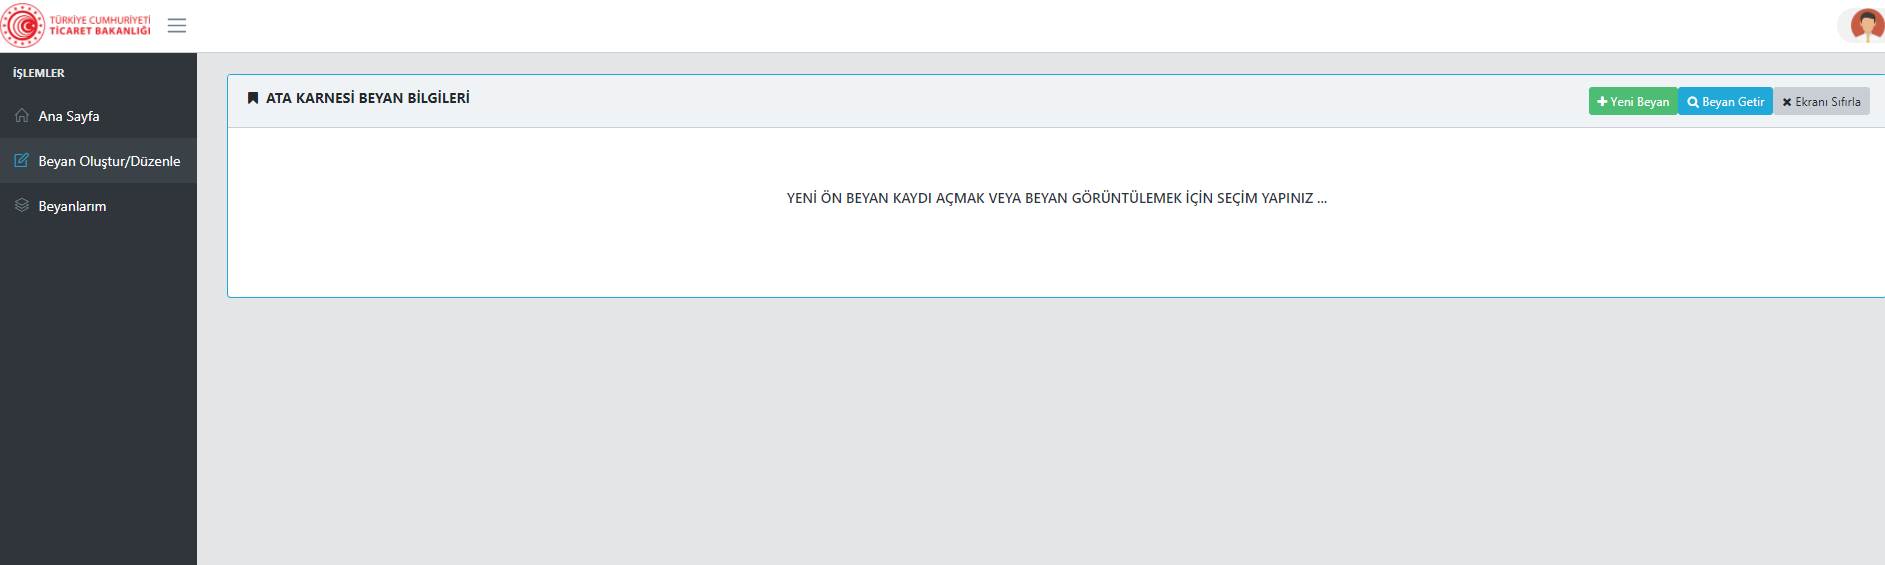 TÜRKİYE CUMHURİYETİ
TİCARET BAKANLIĞI
İŞLEMLER
Ana Sayfa
Beyan Oluştur/Düzenle
Beyanlarım
ATA KARNESİ BEYAN BİLGİLERİ
Yeni Beyan
Beyan Getir
Ekranı Sıfırla
YENİ ÖN BEYAN KAYDI AÇMAK VEYA BEYAN GÖRÜNTÜLEMEK İÇİN SEÇİM YAPINIZ ...